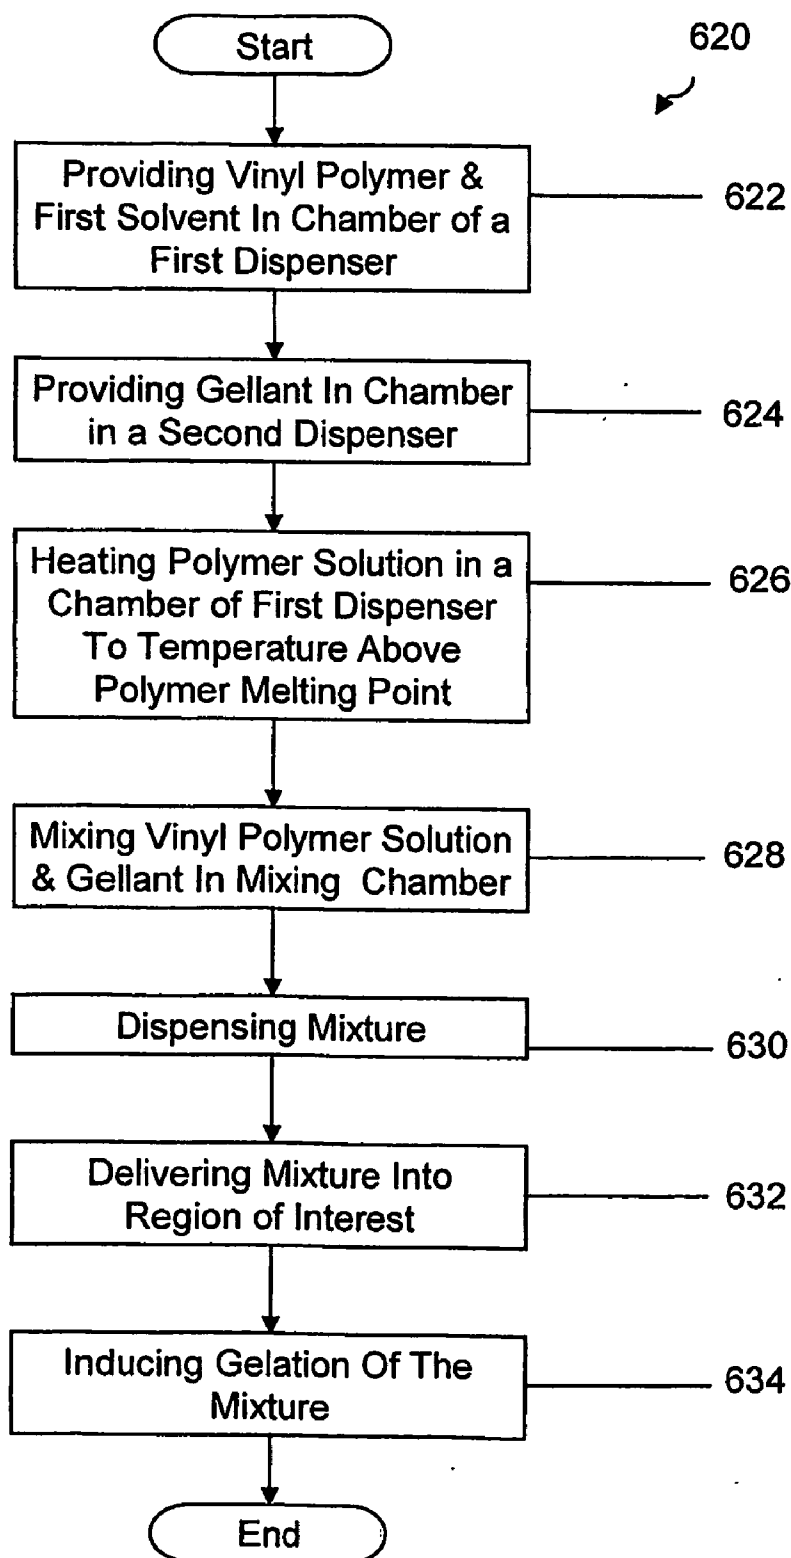 Start
620
Providing Vinyl Polymer &
First Solvent In Chamber of a
First Dispenser
622
Providing Gellant In Chamber
in a Second Dispenser
624
Heating Polymer Solution in a
Chamber of First Dispenser
To Temperature Above
Polymer Melting Point
626
Mixing Vinyl Polymer Solution
& Gellant In Mixing Chamber
628
Dispensing Mixture
630
Delivering Mixture Into
Region of Interest
632
Inducing Gelation Of The
Mixture
634
End